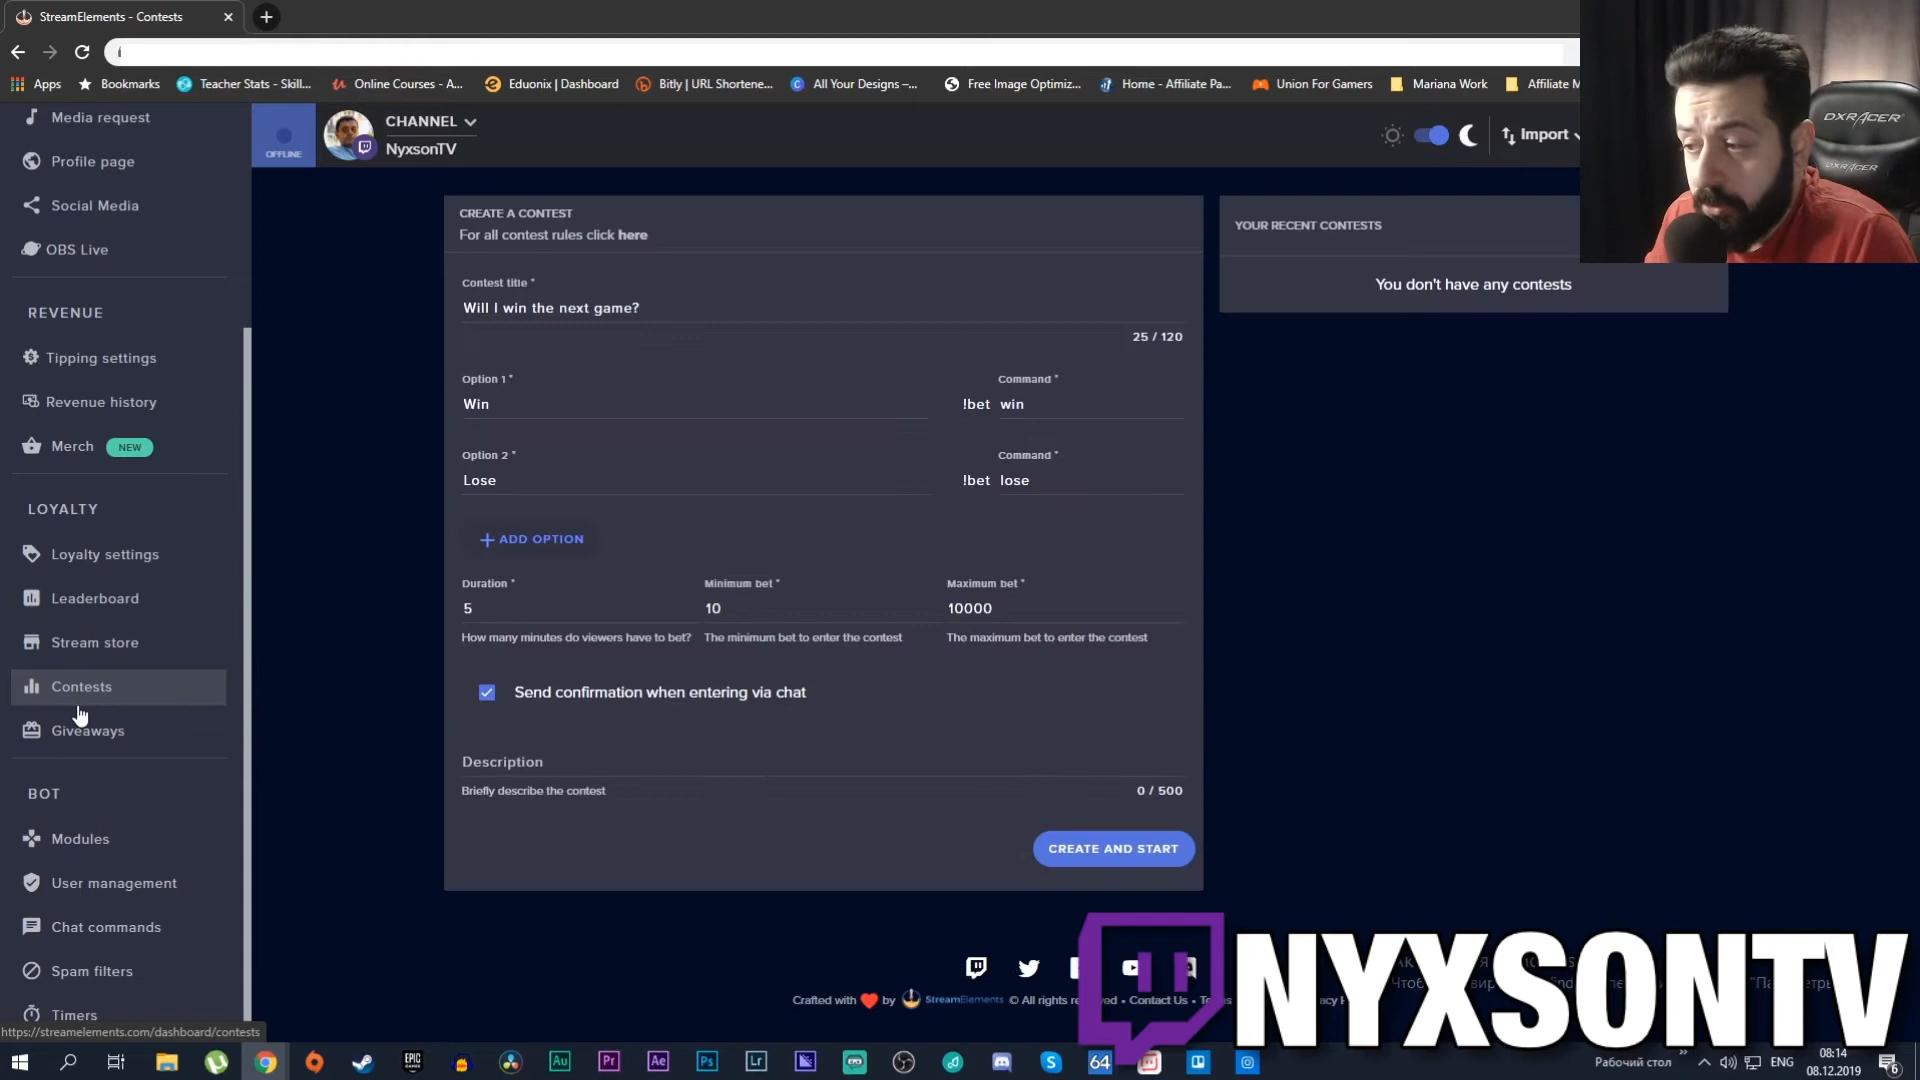 StreamElements - Contests
Apps
Bookmarks
Teacher Stats - Skill...
Online Courses - A...
Eduonix | Dashboard
Bitly | URL Shortene...
All Your Designs –...
Free Image Optimiz...
Home - Affiliate Pa...
Union For Gamers
Mariana Work
Affiliate M
Media request
Profile page
Social Media
OBS Live
REVENUE
Tipping settings
Revenue history
Merch NEW
LOYALTY
Loyalty settings
Leaderboard
Stream store
Contests
Giveaways
BOT
Modules
User management
Chat commands
Spam filters
Timers
https://streamelements.com/dashboard/contests
OFFLINE
CHANNEL
NyxsonTV
Import
DXRACER
DXRACER
CREATE A CONTEST
For all contest rules click here
Contest title *
Will I win the next game?
25 / 120
Option 1 * Command *
Win !bet win
Option 2 * Command *
Lose !bet lose
ADD OPTION
Duration * Minimum bet * Maximum bet *
5 10 10000
How many minutes do viewers have to bet? The minimum bet to enter the contest The maximum bet to enter the contest
Send confirmation when entering via chat
Description
Briefly describe the contest 0 / 500
CREATE AND START
YOUR RECENT CONTESTS
You don't have any contests
Crafted with by StreamElements © All rights • Contact Us •
NYXSONTV
Au Pr Ae Ps Lr 64
Рабочий стол
ENG
08:14
08.12.2019
6